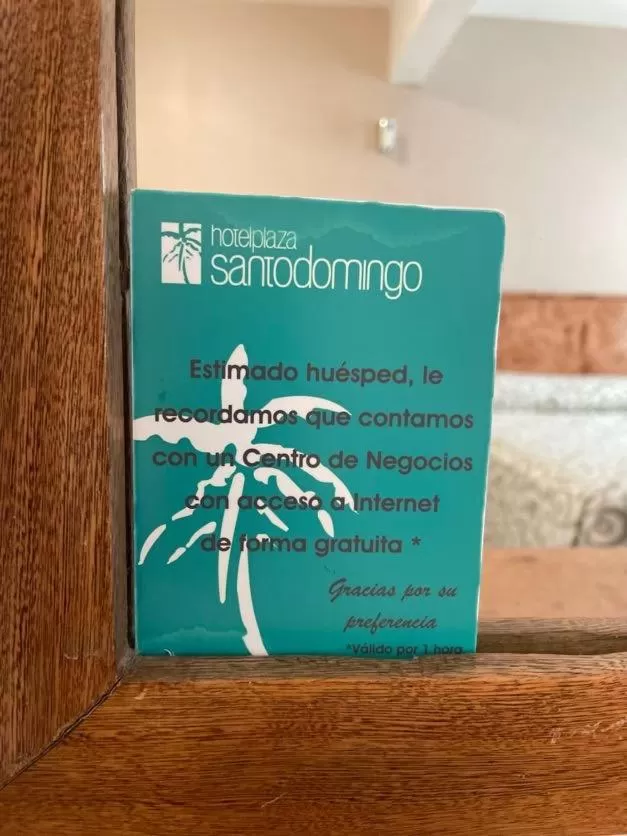 hotelplaza
santodomingo
Estimado huésped, le
recordamos que contamos
con un Centro de Negocios
con acceso a Internet
de forma gratuita *
Gracias por su
preferencia
*Válido por 1 hora.